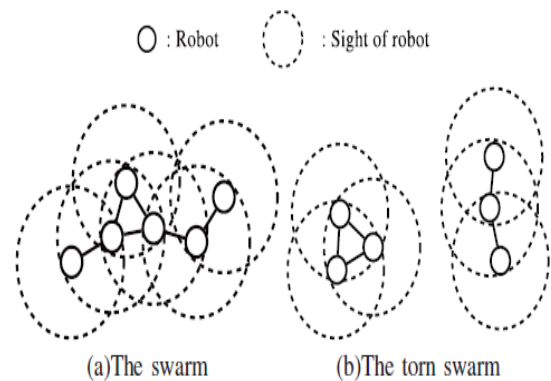 : Robot : Sight of robot
(a)The swarm (b)The torn swarm